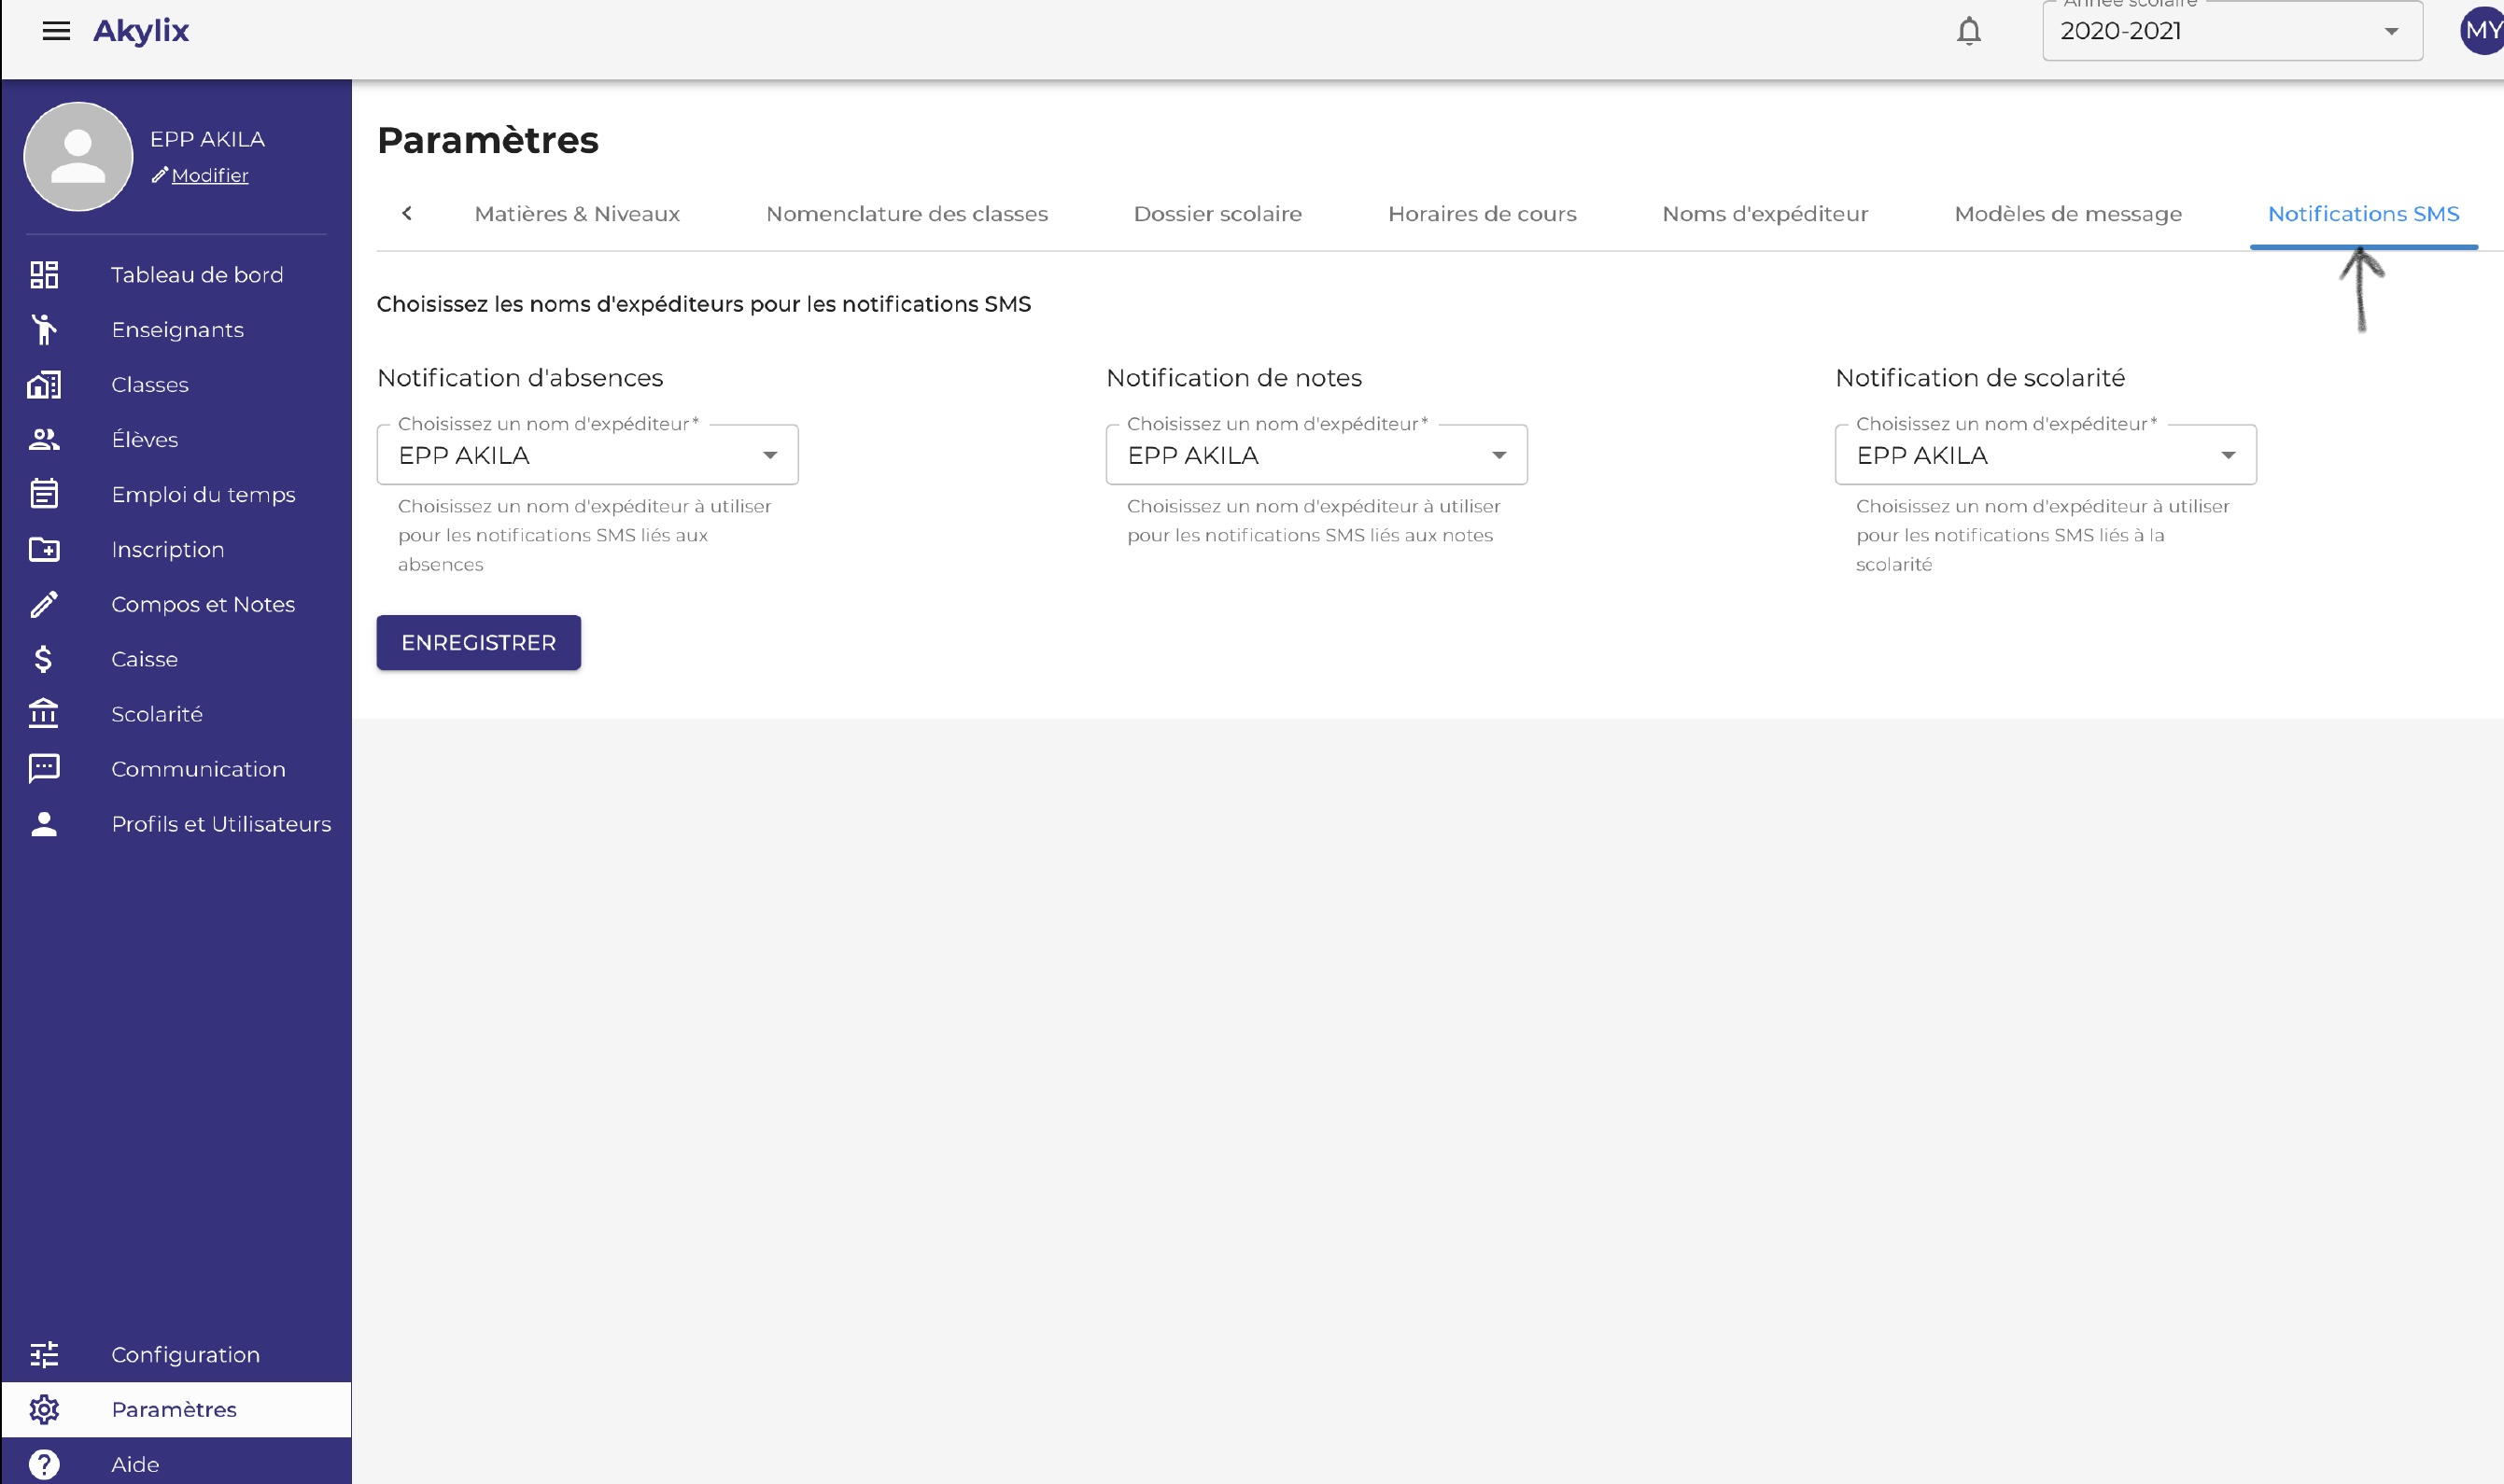 Akylix
Année scolaire
2020-2021
MY
EPP AKILA
Modifier
Tableau de bord
Enseignants
Classes
Élèves
Emploi du temps
Inscription
Compos et Notes
Caisse
Scolarité
Communication
Profils et Utilisateurs
Configuration
Paramètres
Aide
Paramètres
Matières & Niveaux
Nomenclature des classes
Dossier scolaire
Horaires de cours
Noms d'expéditeur
Modèles de message
Notifications SMS
Choisissez les noms d'expéditeurs pour les notifications SMS
Notification d'absences
Choisissez un nom d'expéditeur*
EPP AKILA
Choisissez un nom d'expéditeur à utiliser
pour les notifications SMS liés aux
absences
Notification de notes
Choisissez un nom d'expéditeur*
EPP AKILA
Choisissez un nom d'expéditeur à utiliser
pour les notifications SMS liés aux notes
Notification de scolarité
Choisissez un nom d'expéditeur*
EPP AKILA
Choisissez un nom d'expéditeur à utiliser
pour les notifications SMS liés à la
scolarité
ENREGISTRER